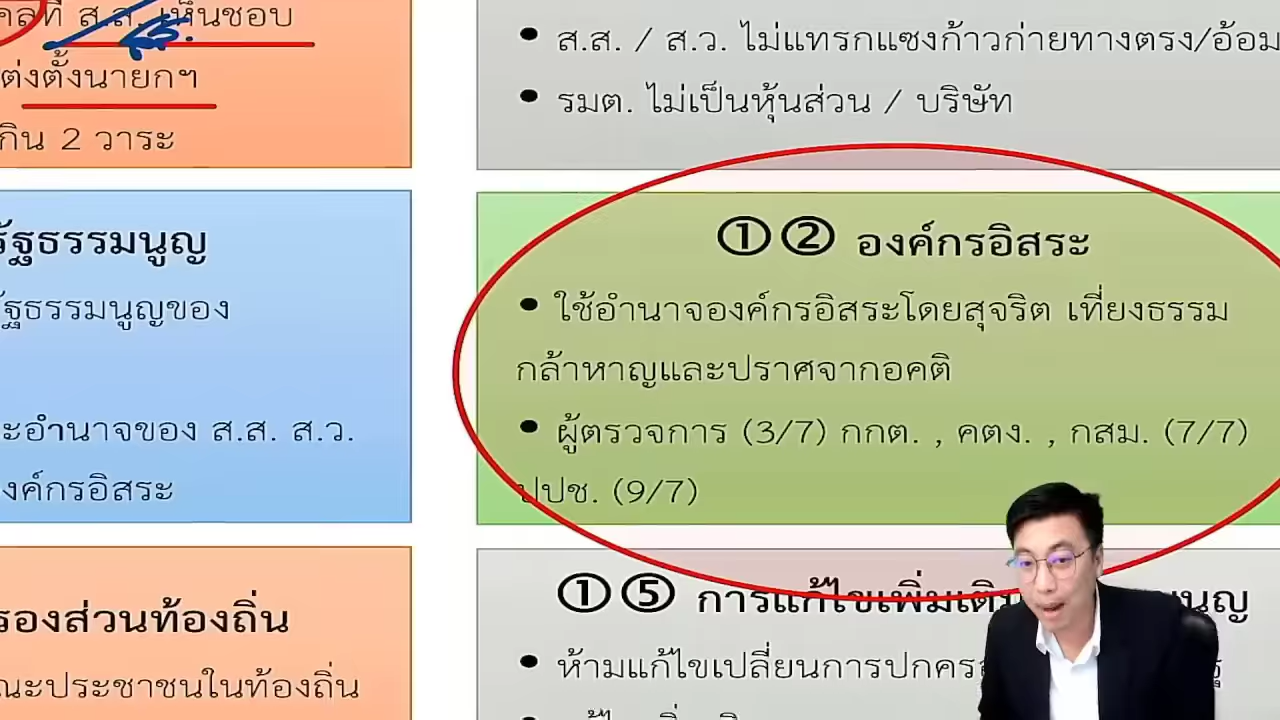 ส.ส. เห็นชอบ
ต่งตั้งนายกฯ
กิน 2 วาระ
• ส.ส. / ส.ว. ไม่แทรกแซงก้าวก่ายทางตรง/อ้อม
• รมต. ไม่เป็นหุ้นส่วน / บริษัท
รัฐธรรมนูญ
รัฐธรรมนูญของ
ะอำนาจของ ส.ส. ส.ว.
งค์กรอิสระ
①② องค์กรอิสระ
• ใช้อำนาจองค์กรอิสระโดยสุจริต เที่ยงธรรม
กล้าหาญและปราศจากอคติ
• ผู้ตรวจการ (3/7) กกต. , คตง. , กสม. (7/7)
ปปช. (9/7)
รองส่วนท้องถิ่น
ณะประชาชนในท้องถิ่น
①⑤ การแก้ไขเพิ่มเติม
• ห้ามแก้ไขเปลี่ยนการปกคร